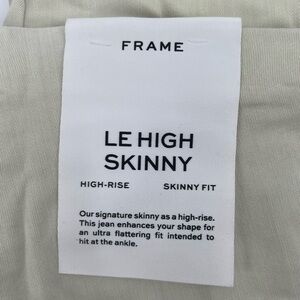 FRAME
LE HIGH
SKINNY
HIGH-RISE SKINNY FIT
Our signature skinny as a high-rise.
This jean enhances your shape for
an ultra flattering fit intended to
hit at the ankle.